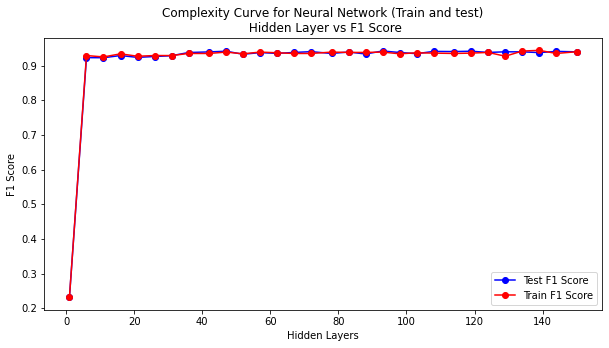 Complexity Curve for Neural Network (Train and test)
Hidden Layer vs F1 Score
0.9
0.8
0.7
0.6
0.5
0.4
0.3
0.2
F1 Score
0 20 40 60 80 100 120 140
Hidden Layers
Test F1 Score
Train F1 Score